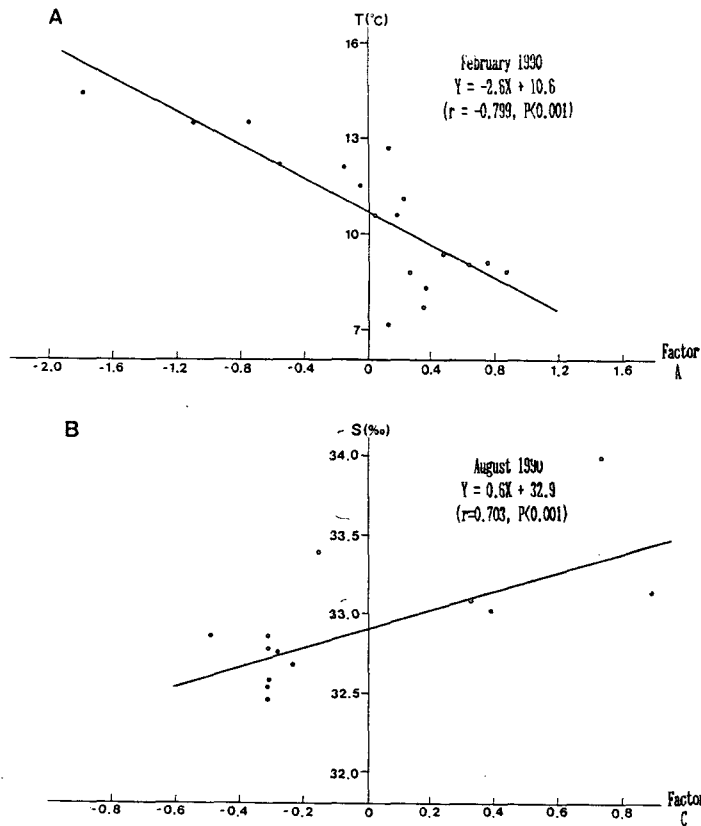 A
T(°C)
16
February 1990
Y = -2.6X + 10.6
(r = -0.799, P(0.001)
13
10
7
-2.0 -1.6 -1.2 -0.8 -0.4 0 0.4 0.8 1.2 1.6 Factor
A
B
S(‰)
34.0
August 1990
Y = 0.6X + 32.9
(r=0.703, P(0.001)
33.5
33.0
32.5
32.0
-0.8 -0.6 -0.4 -0.2 0 0.2 0.4 0.6 0.8 Factor
C